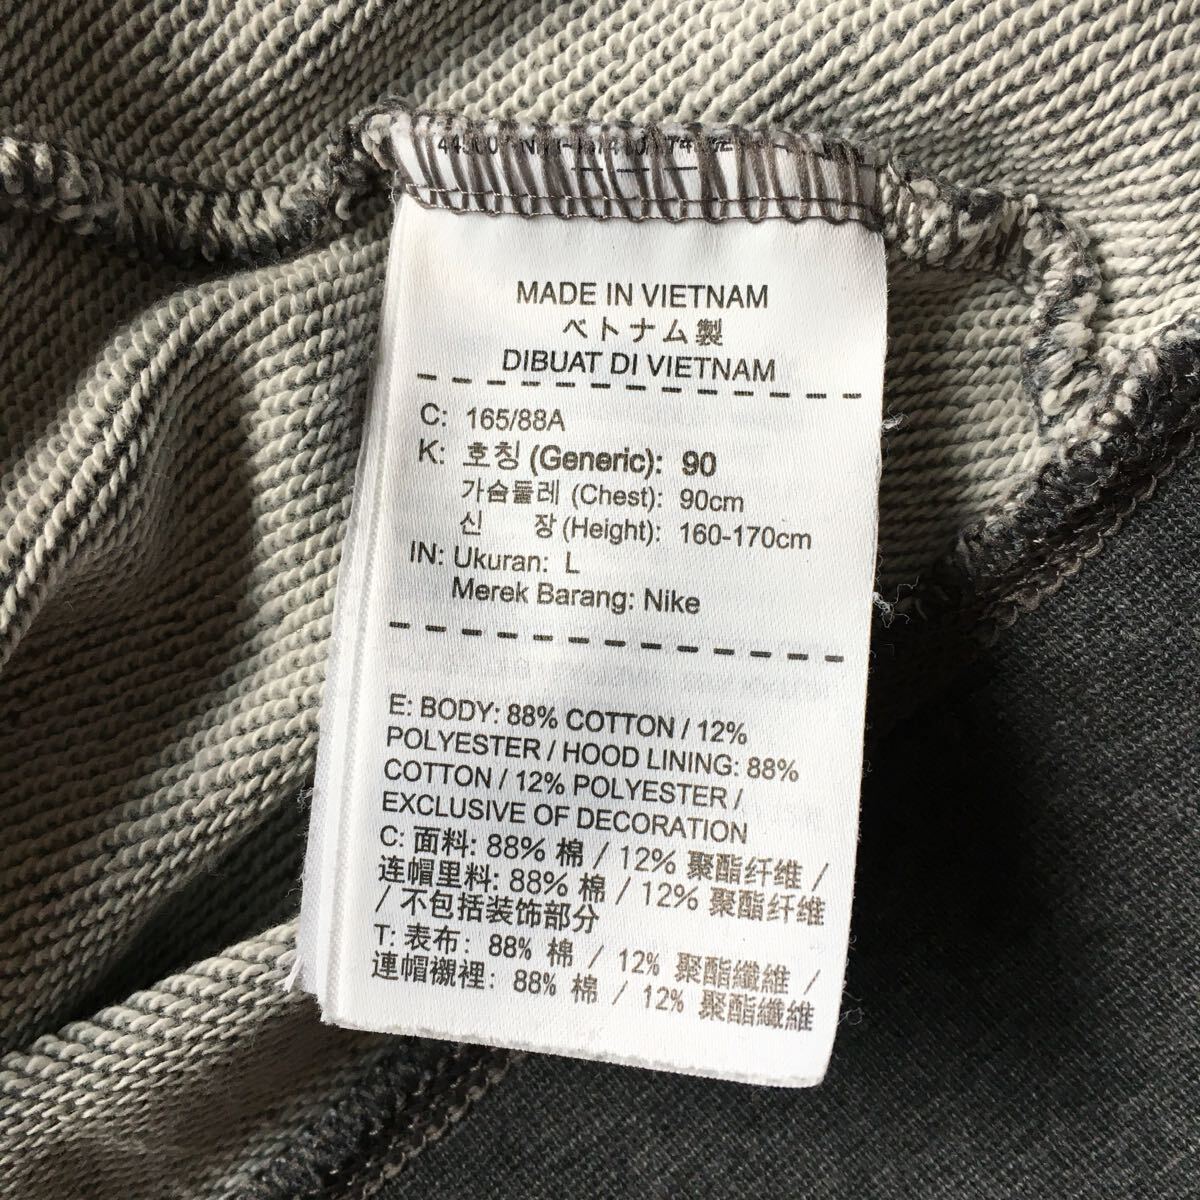 MADE IN VIETNAM
ベトナム製
DIBUAT DI VIETNAM
C: 165/88A
K: 호칭 (Generic): 90
가슴둘레 (Chest): 90cm
신 장 (Height): 160-170cm
IN: Ukuran: L
Merek Barang: Nike
E: BODY: 88% COTTON / 12%
POLYESTER / HOOD LINING: 88%
COTTON / 12% POLYESTER /
EXCLUSIVE OF DECORATION
C: 面料: 88% 棉 / 12% 聚酯纤维 /
连帽里料: 88% 棉 / 12% 聚酯纤维
/ 不包括装饰部分
T: 表布: 88% 棉 / 12% 聚酯纖維 /
連帽襯裡: 88% 棉 / 12% 聚酯纖維